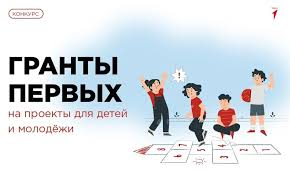 КОНКУРС
ГРАНТЫ
ПЕРВЫХ
на проекты для детей
и молодёжи